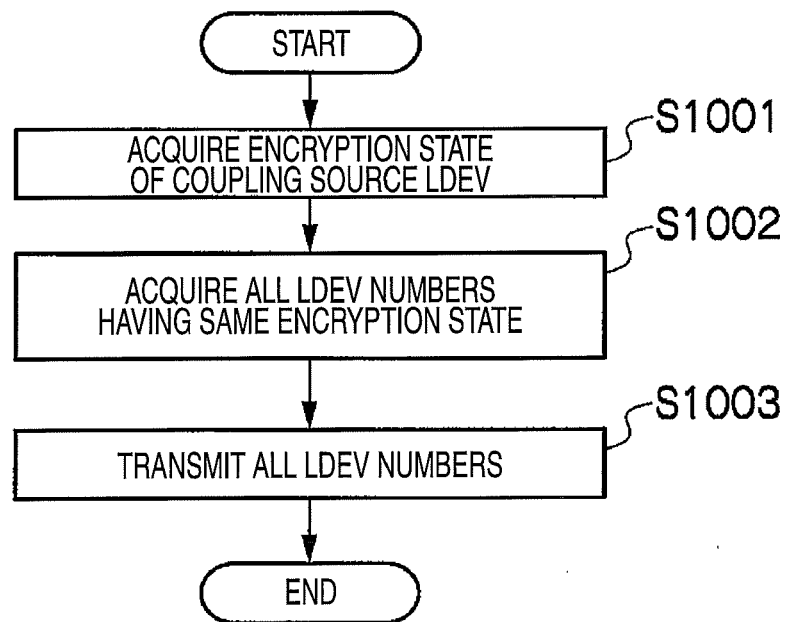 START
S1001
ACQUIRE ENCRYPTION STATE
OF COUPLING SOURCE LDEV
S1002
ACQUIRE ALL LDEV NUMBERS
HAVING SAME ENCRYPTION STATE
S1003
TRANSMIT ALL LDEV NUMBERS
END